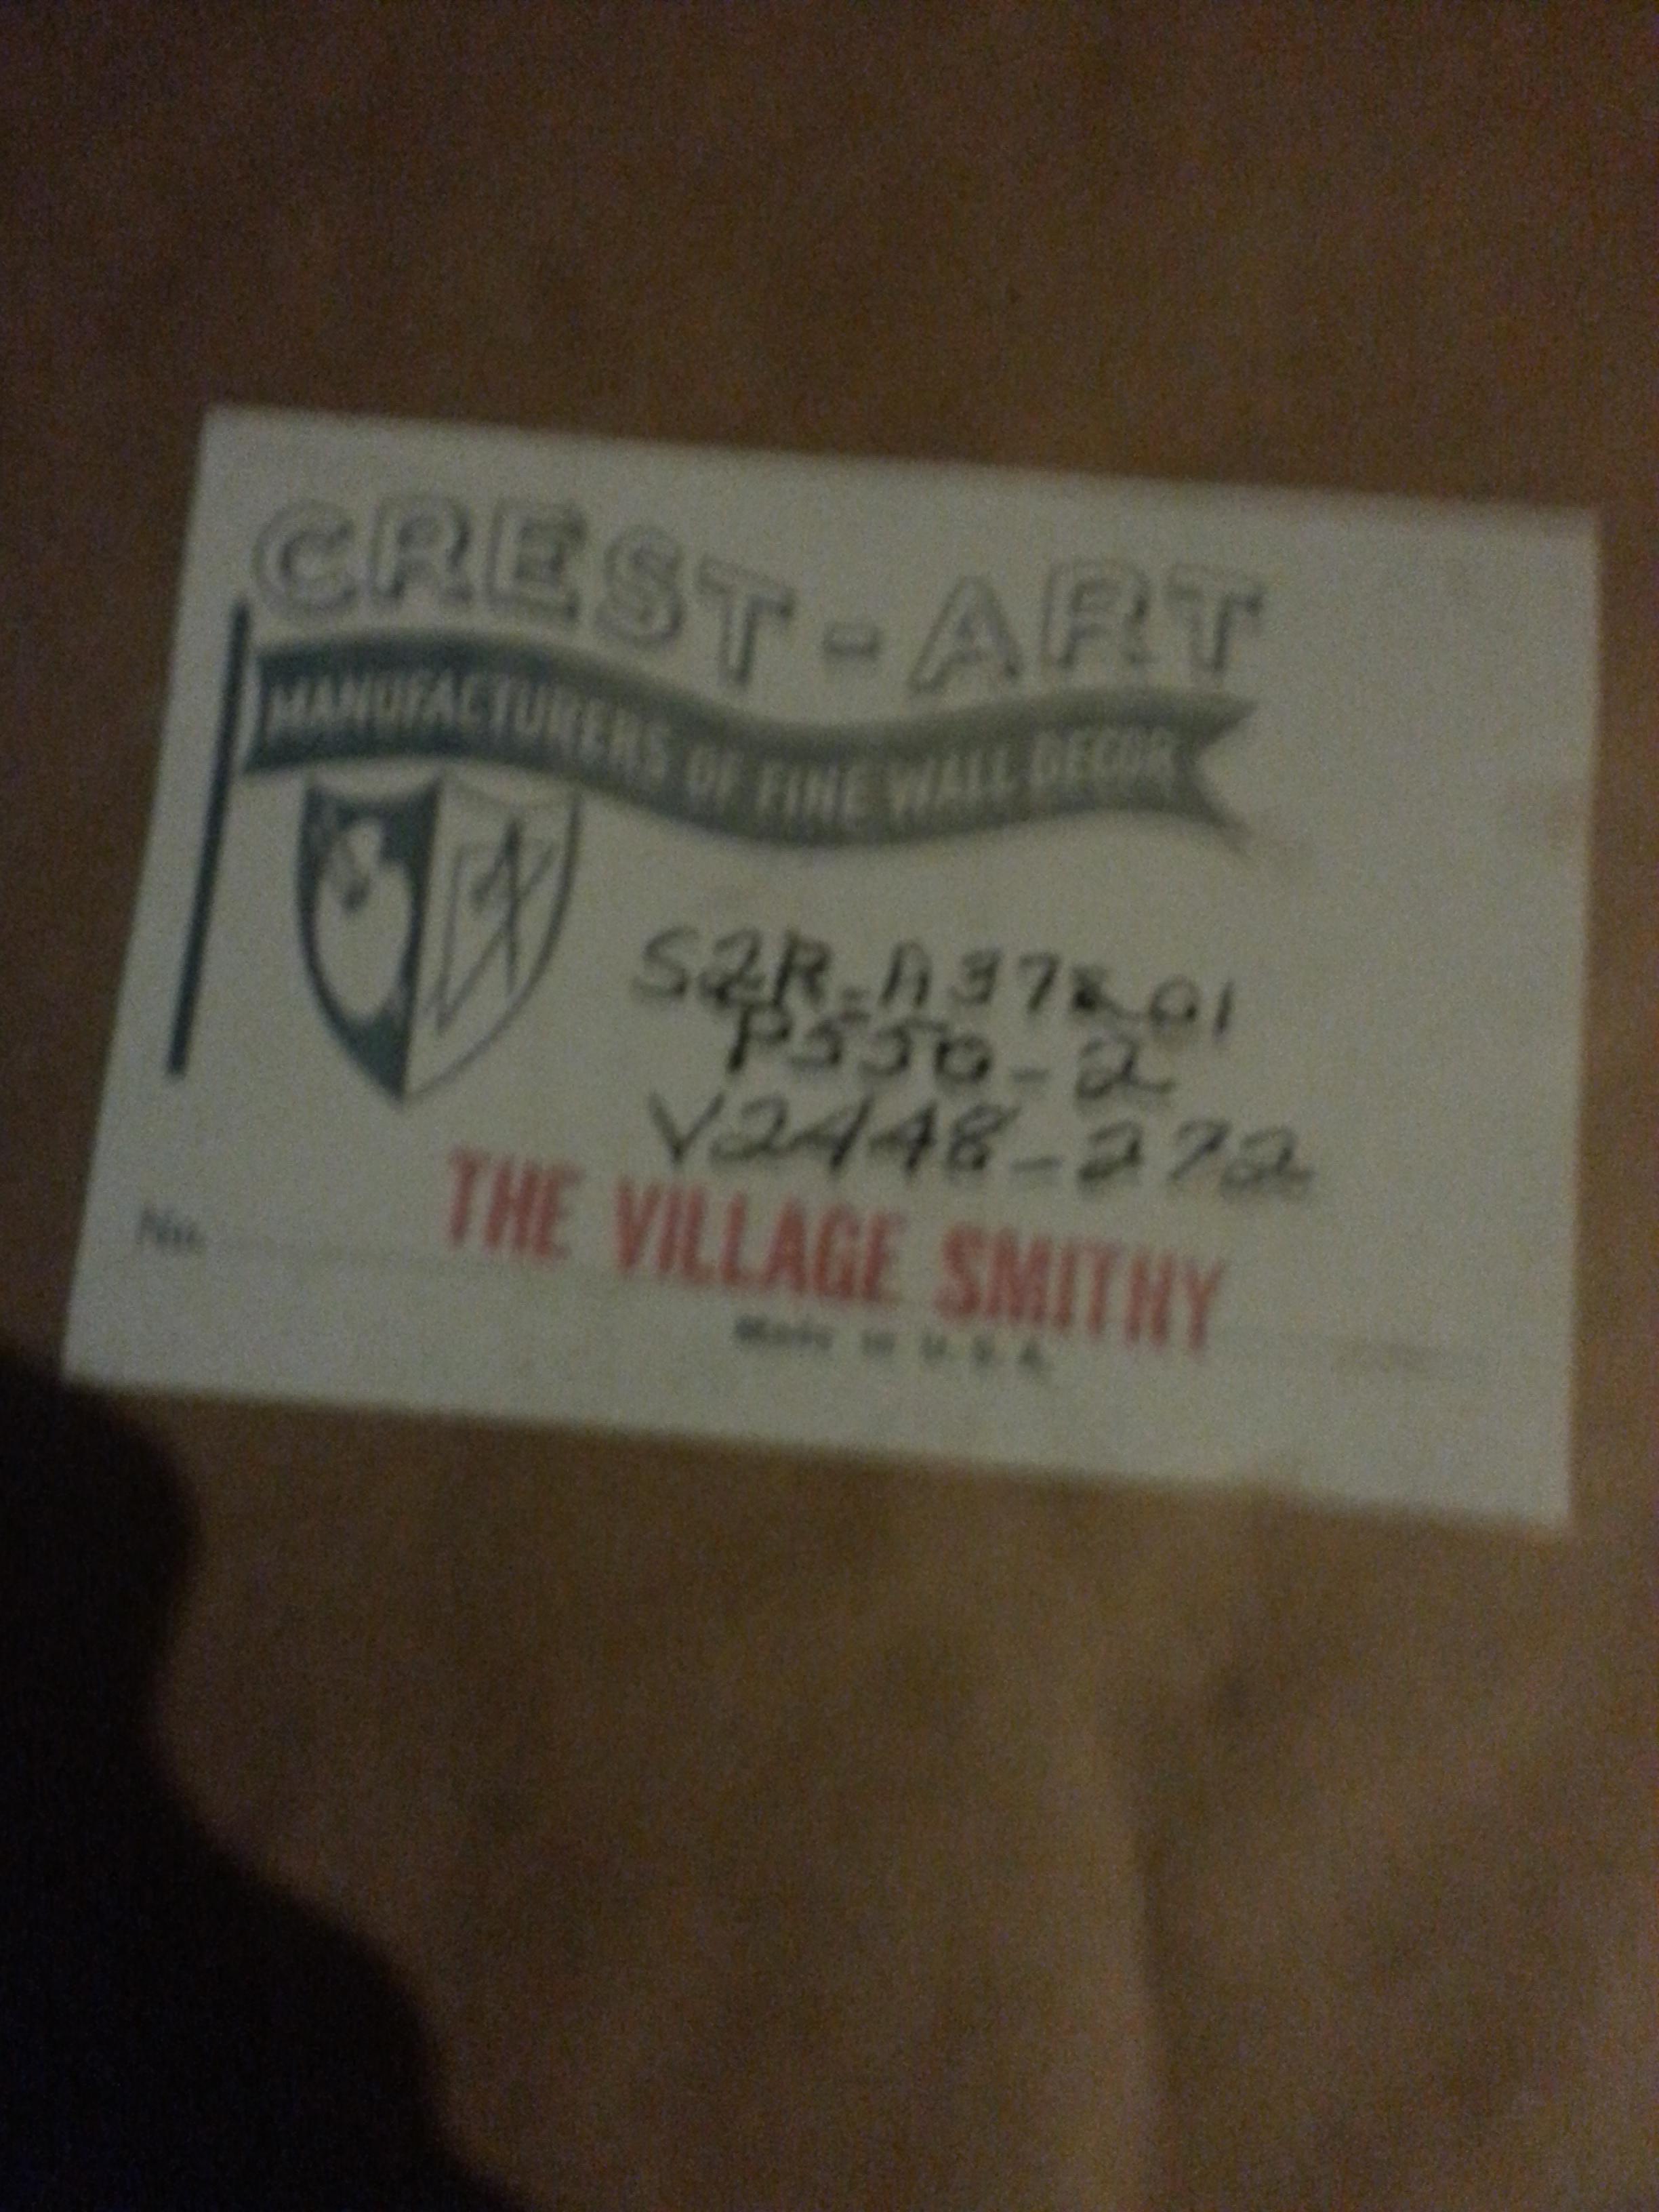 CREST-ART
MANUFACTURERS OF FINE WALL DECOR
P550-2
V2448-272
No.
THE VILLAGE SMITHY
Made in U.S.A.